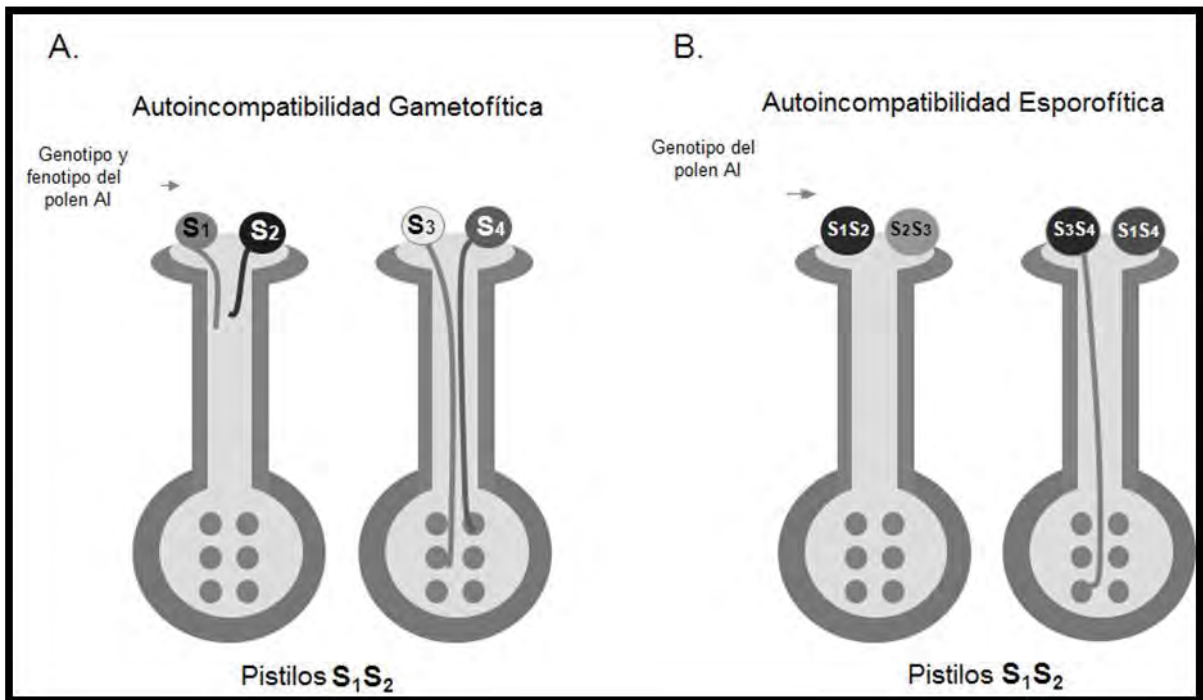 A.
Autoincompatibilidad Gametofítica
Genotipo y
fenotipo del
polen AI
S1
S2
S3
S4
Pistilos S₁S₂
B.
Autoincompatibilidad Esporofítica
Genotipo del
polen AI
S1S2
S2S3
S3S4
S1S4
Pistilos S₁S₂